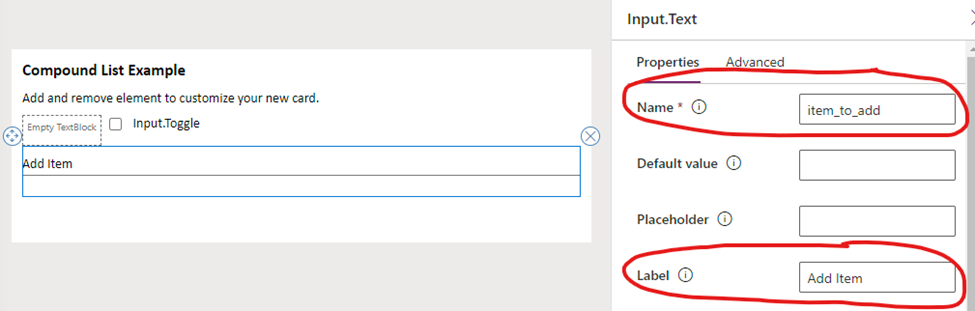 Compound List Example
Add and remove element to customize your new card.
Empty TextBlock
Input.Toggle
Add Item
Input.Text
Properties Advanced
Name * item_to_add
Default value
Placeholder
Label Add Item